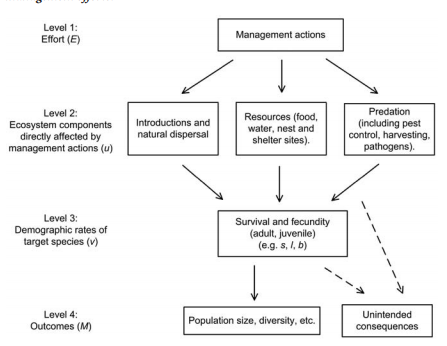 Level 1:
Effort (E)
Management actions
Level 2:
Ecosystem components
directly affected by
management actions (u)
Introductions and
natural dispersal
Resources (food,
water, nest and
shelter sites).
Predation
(including pest
control, harvesting,
pathogens).
Level 3:
Demographic rates of
target species (v)
Survival and fecundity
(adult, juvenile)
(e.g. s, l, b)
Level 4:
Outcomes (M)
Population size, diversity, etc.
Unintended
consequences